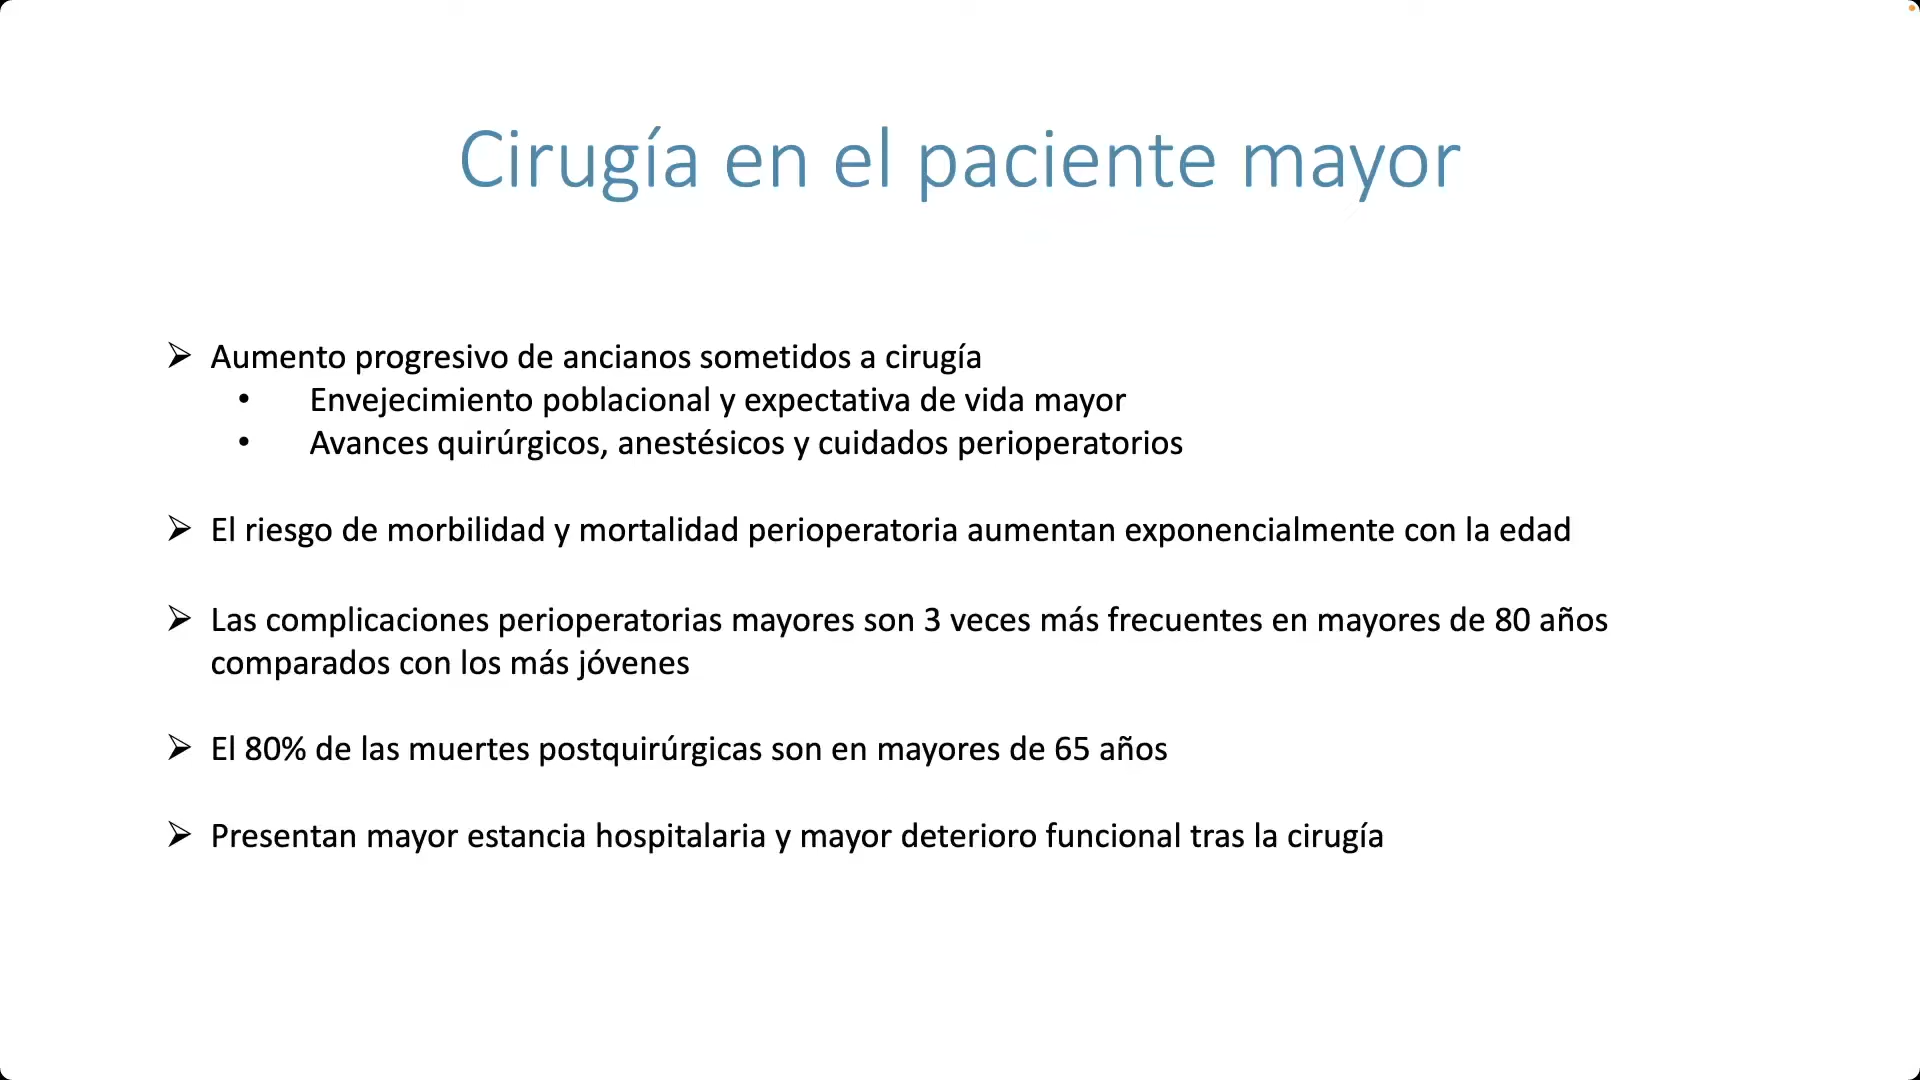 Cirugía en el paciente mayor
➢ Aumento progresivo de ancianos sometidos a cirugía
• Envejecimiento poblacional y expectativa de vida mayor
• Avances quirúrgicos, anestésicos y cuidados perioperatorios
➢ El riesgo de morbilidad y mortalidad perioperatoria aumentan exponencialmente con la edad
➢ Las complicaciones perioperatorias mayores son 3 veces más frecuentes en mayores de 80 años
comparados con los más jóvenes
➢ El 80% de las muertes postquirúrgicas son en mayores de 65 años
➢ Presentan mayor estancia hospitalaria y mayor deterioro funcional tras la cirugía